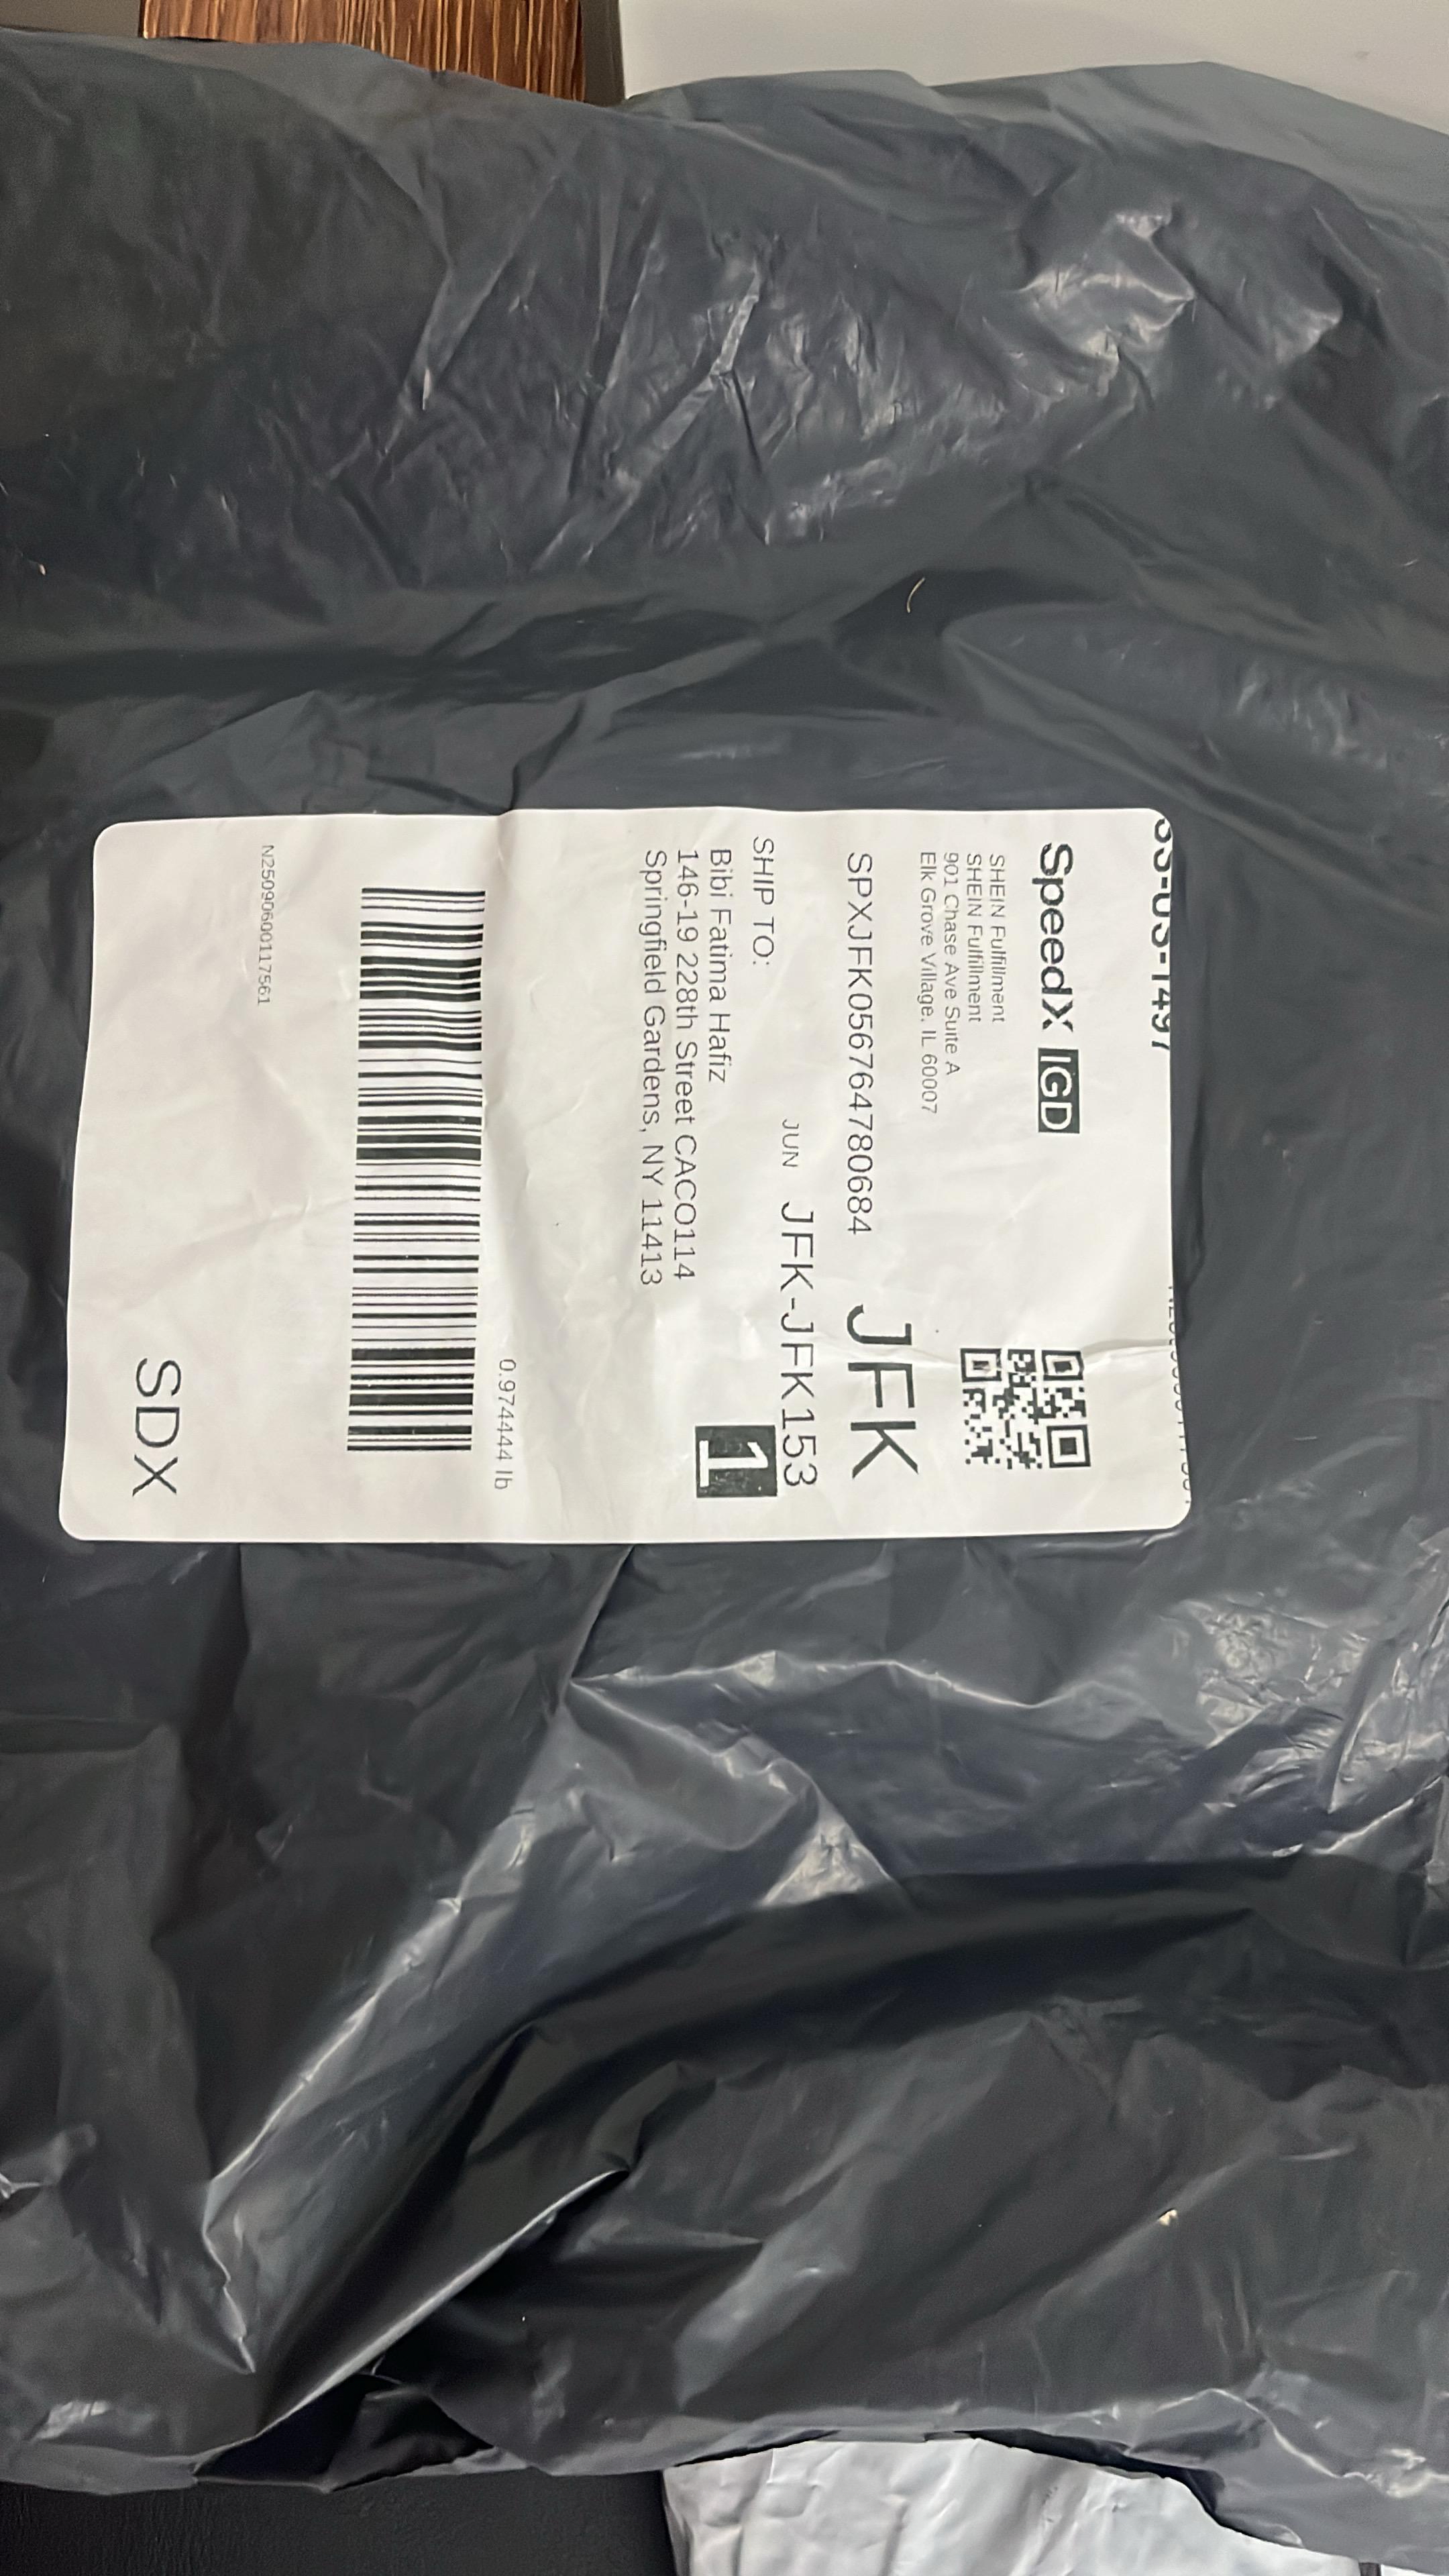 SpeedX IGD
SHEIN Fulfillment
SHEIN Fulfillment
901 Chase Ave Suite A
Elk Grove Village. IL 60007
SPXJFK056764780684
JFK
JUN JFK-JFK153
SHIP TO:
1
Bibi Fatima Hafiz
146-19 228th Street CACO114
Springfield Gardens, NY 11413
0.974444 lb
N25090600117561
SDX